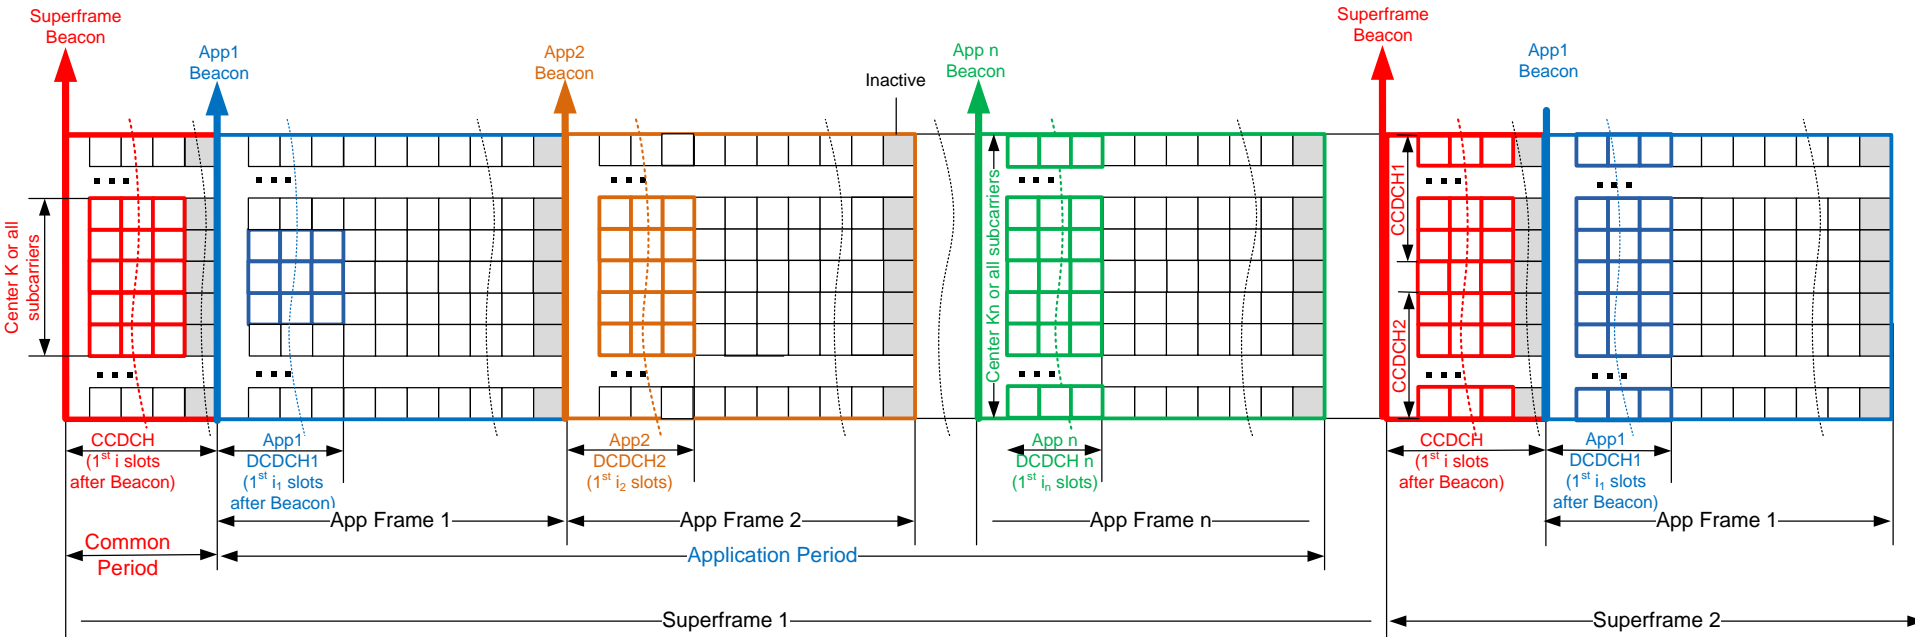 Superframe
Beacon
App1
Beacon
App2
Beacon
Inactive
App n
Beacon
Superframe
Beacon
App1
Beacon
Center K or all
subcarriers
Center Kn or all subcarriers
CCDCH1
CCDCH2
CCDCH
(1st i slots
after Beacon)
App1
DCDCH1
(1st i1 slots
after Beacon)
App2
DCDCH2
(1st i2 slots)
App n
DCDCH n
(1st in slots)
CCDCH
(1st i slots
after Beacon)
App1
DCDCH1
(1st i1 slots
after Beacon)
App Frame 1
App Frame 2
App Frame n
App Frame 1
Common
Period
Application Period
Superframe 1
Superframe 2